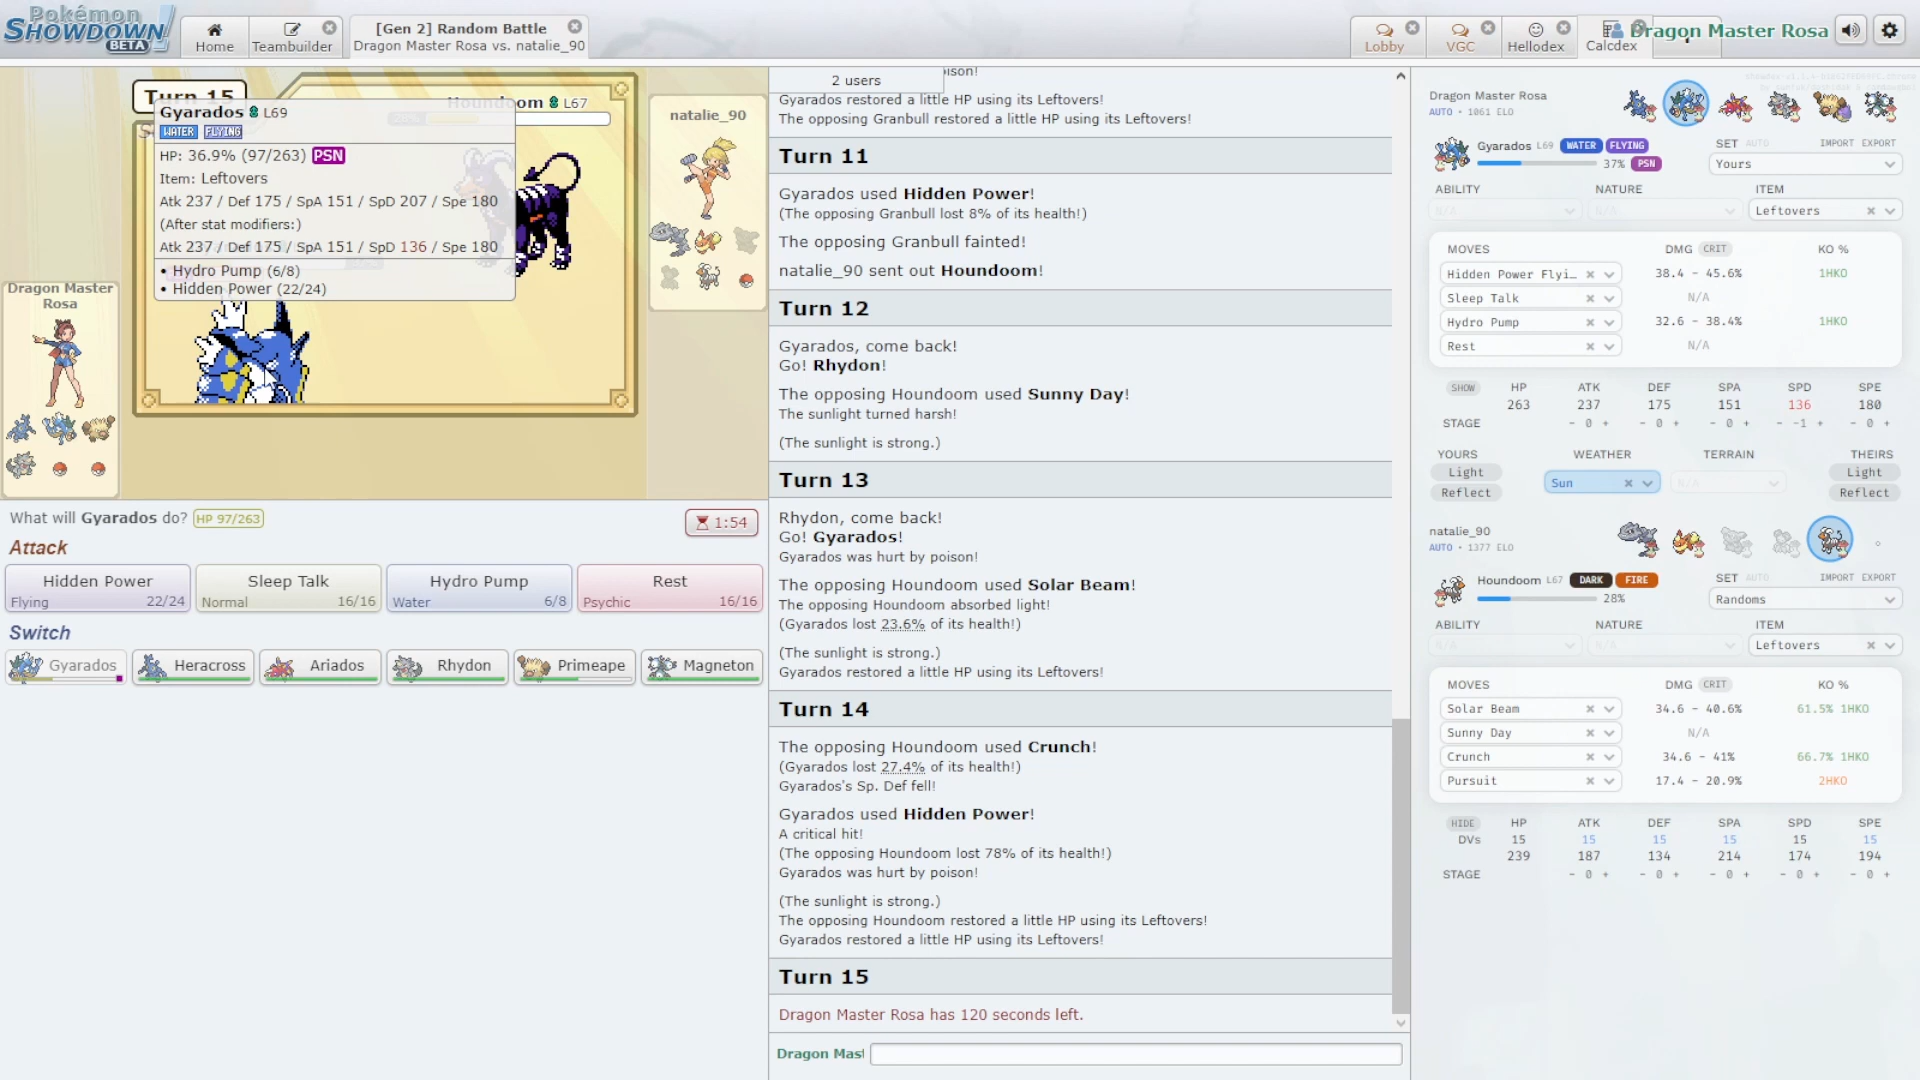 Pokémon
SHOWDOWN!
BETA
Home
Teambuilder
[Gen 2] Random Battle
Dragon Master Rosa vs. natalie_90
Lobby
VGC
Hellodex
Calcdex
Dragon Master Rosa
Turn 15
Houndoom L67
28%
Gyarados L69
WATER FLYING
HP: 36.9% (97/263) PSN
Item: Leftovers
Atk 237 / Def 175 / SpA 151 / SpD 207 / Spe 180
(After stat modifiers:)
Atk 237 / Def 175 / SpA 151 / SpD 136 / Spe 180
• Hydro Pump (6/8)
• Hidden Power (22/24)
natalie_90
Dragon Master
Rosa
What will Gyarados do? HP 97/263
1:54
Attack
Hidden Power
Flying 22/24
Sleep Talk
Normal 16/16
Hydro Pump
Water 6/8
Rest
Psychic 16/16
Switch
Gyarados
Heracross
Ariados
Rhydon
Primeape
Magneton
2 users
ison!
Gyarados restored a little HP using its Leftovers!
The opposing Granbull restored a little HP using its Leftovers!
Turn 11
Gyarados used Hidden Power!
(The opposing Granbull lost 8% of its health!)
The opposing Granbull fainted!
natalie_90 sent out Houndoom!
Turn 12
Gyarados, come back!
Go! Rhydon!
The opposing Houndoom used Sunny Day!
The sunlight turned harsh!
(The sunlight is strong.)
Turn 13
Rhydon, come back!
Go! Gyarados!
Gyarados was hurt by poison!
The opposing Houndoom used Solar Beam!
The opposing Houndoom absorbed light!
(Gyarados lost 23.6% of its health!)
(The sunlight is strong.)
Gyarados restored a little HP using its Leftovers!
Turn 14
The opposing Houndoom used Crunch!
(Gyarados lost 27.4% of its health!)
Gyarados's Sp. Def fell!
Gyarados used Hidden Power!
A critical hit!
(The opposing Houndoom lost 78% of its health!)
Gyarados was hurt by poison!
(The sunlight is strong.)
The opposing Houndoom restored a little HP using its Leftovers!
Gyarados restored a little HP using its Leftovers!
Turn 15
Dragon Master Rosa has 120 seconds left.
Dragon Mast
Dragon Master Rosa
AUTO • 1061 ELO
Gyarados L69 WATER FLYING
37% PSN
SET AUTO IMPORT EXPORT
Yours
ABILITY NATURE ITEM
N/A N/A Leftovers
MOVES DMG CRIT KO %
Hidden Power Flyi… 38.4 - 45.6% 1HKO
Sleep Talk N/A
Hydro Pump 32.6 - 38.4% 1HKO
Rest N/A
SHOW HP ATK DEF SPA SPD SPE
263 237 175 151 136 180
STAGE - 0 + - 0 + - 0 + - -1 + - 0 +
YOURS WEATHER TERRAIN THEIRS
Light Sun N/A Light
Reflect Reflect
natalie_90
AUTO • 1377 ELO
Houndoom L67 DARK FIRE
28%
SET AUTO IMPORT EXPORT
Randoms
ABILITY NATURE ITEM
N/A N/A Leftovers
MOVES DMG CRIT KO %
Solar Beam 34.6 - 40.6% 61.5% 1HKO
Sunny Day N/A
Crunch 34.6 - 41% 66.7% 1HKO
Pursuit 17.4 - 20.9% 2HKO
HIDE HP ATK DEF SPA SPD SPE
DVs 15 15 15 15 15 15
239 187 134 214 174 194
STAGE - 0 + - 0 + - 0 + - 0 + - 0 +